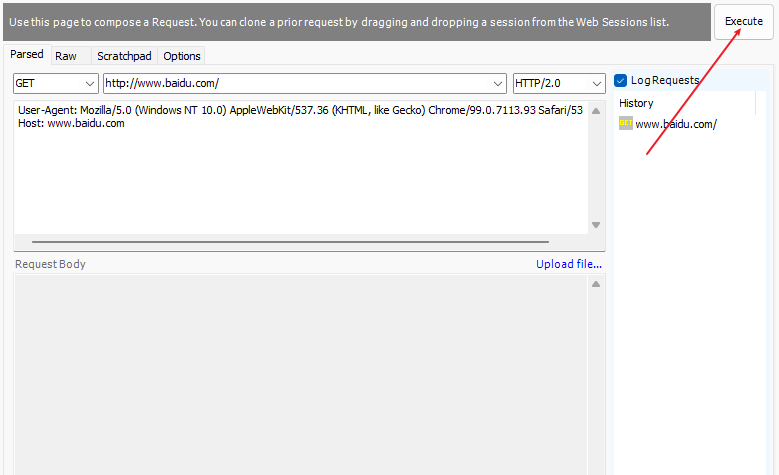 Use this page to compose a Request. You can clone a prior request by dragging and dropping a session from the Web Sessions list.
Execute
Parsed Raw Scratchpad Options
GET http://www.baidu.com/ HTTP/2.0
Log Requests
User-Agent: Mozilla/5.0 (Windows NT 10.0) AppleWebKit/537.36 (KHTML, like Gecko) Chrome/99.0.7113.93 Safari/53
Host: www.baidu.com
History
www.baidu.com/
Request Body Upload file...